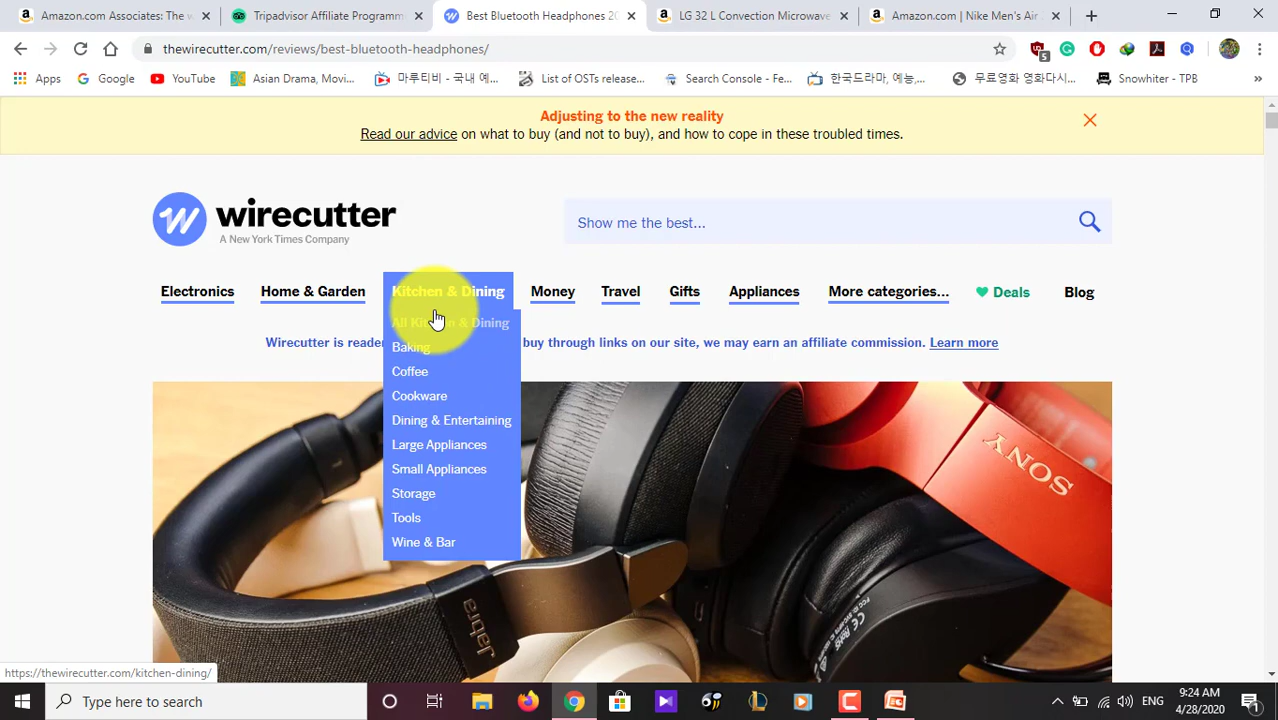 Amazon.com Associates: The w
Tripadvisor Affiliate Programm
Best Bluetooth Headphones 20
LG 32 L Convection Microwave
Amazon.com | Nike Men's Air
thewirecutter.com/reviews/best-bluetooth-headphones/
5
Apps
Google
YouTube
Asian Drama, Movi...
마루티비 - 국내 예...
List of OSTs release...
Search Console - Fe...
한국드라마, 예능,...
무료영화 영화다시...
Snowhiter - TPB
»
Adjusting to the new reality
Read our advice on what to buy (and not to buy), and how to cope in these troubled times.
wirecutter
A New York Times Company
Show me the best...
Electronics
Home & Garden
Kitchen & Dining
Money
Travel
Gifts
Appliances
More categories...
Deals
Blog
All Kitchen & Dining
Wirecutter is reader
buy through links on our site, we may earn an affiliate commission. Learn more
Baking
Coffee
Cookware
Dining & Entertaining
Large Appliances
Small Appliances
Storage
Tools
Wine & Bar
SONY
Jabra
https://thewirecutter.com/kitchen-dining/
Type here to search
ENG
9:24 AM
4/28/2020
1